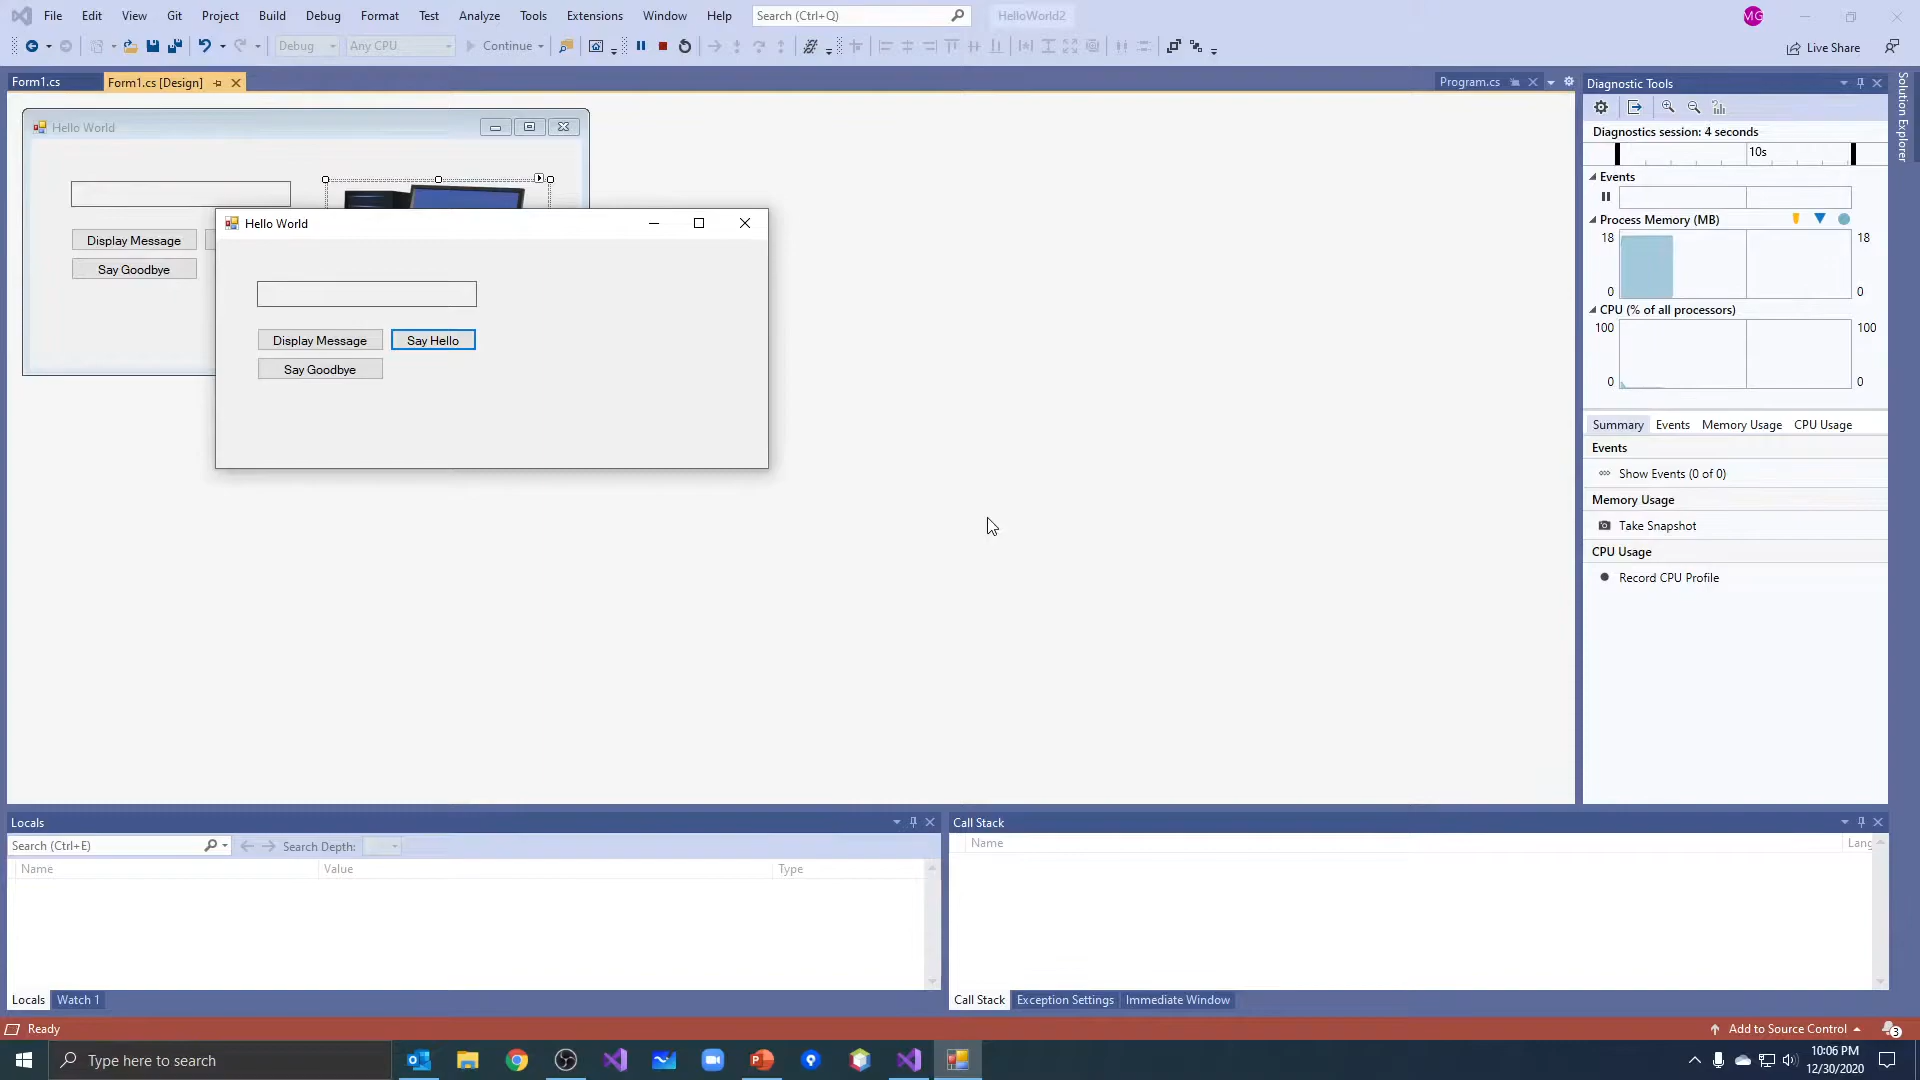 File Edit View Git Project Build Debug Format Test Analyze Tools Extensions Window Help Search (Ctrl+Q) HelloWorld2 MG
Debug Any CPU Continue Live Share
Form1.cs Form1.cs [Design] Program.cs
Diagnostic Tools
Solution Explorer
Diagnostics session: 4 seconds
10s
Events
Process Memory (MB)
18 18
0 0
CPU (% of all processors)
100 100
0 0
Summary Events Memory Usage CPU Usage
Events
Show Events (0 of 0)
Memory Usage
Take Snapshot
CPU Usage
Record CPU Profile
Hello World
Display Message
Say Goodbye
Hello World
Display Message Say Hello
Say Goodbye
Locals
Search (Ctrl+E) Search Depth:
Name Value Type
Locals Watch 1
Call Stack
Name Lang
Call Stack Exception Settings Immediate Window
Ready Add to Source Control 3
Type here to search
10:06 PM
12/30/2020